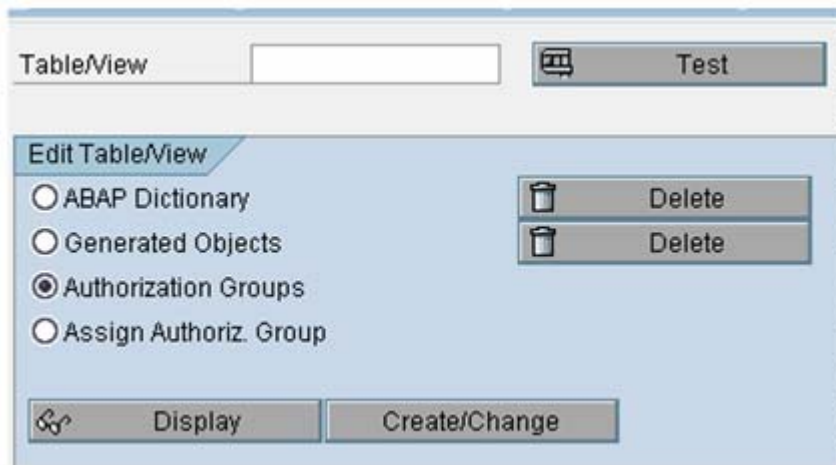 Table/View Test
Edit Table/View
ABAP Dictionary Delete
Generated Objects Delete
Authorization Groups
Assign Authoriz. Group
Display Create/Change